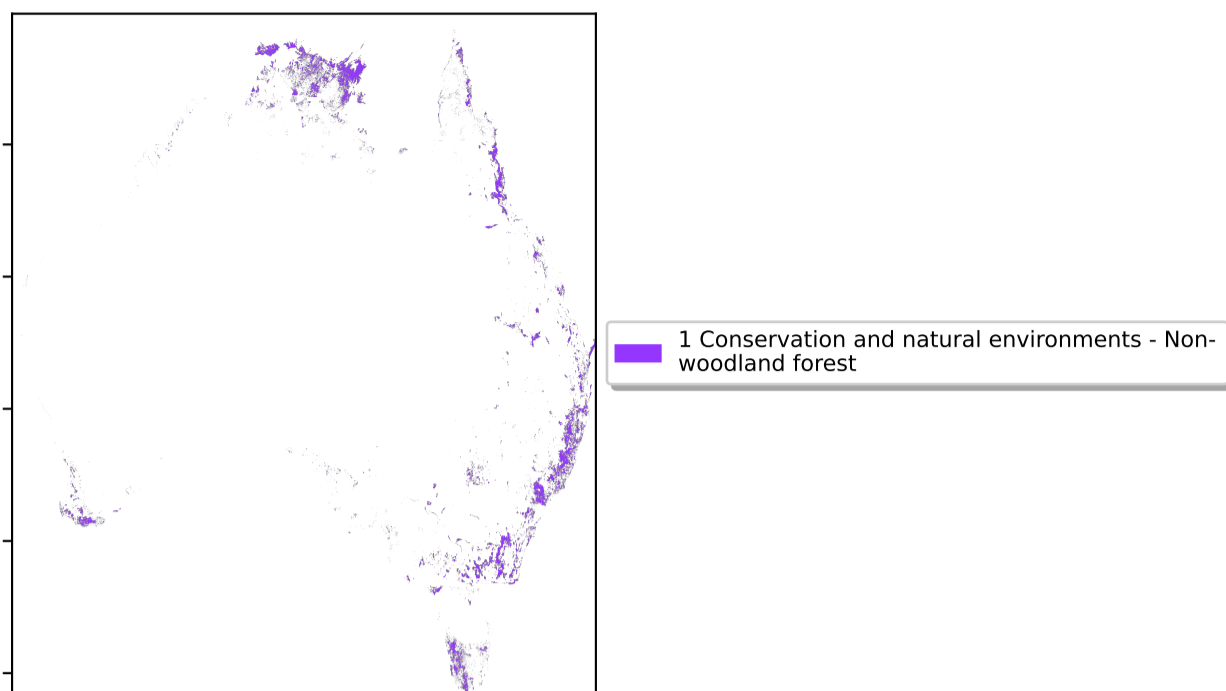 1 Conservation and natural environments - Non-
woodland forest